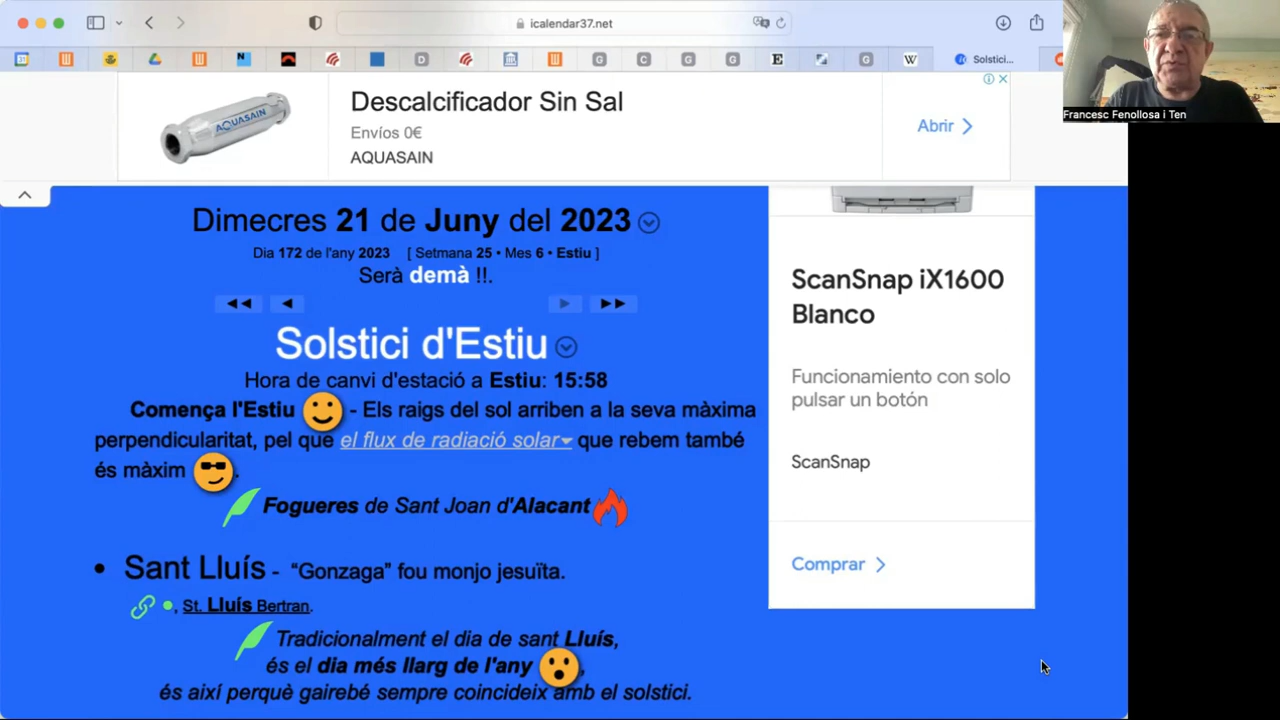 icalendar37.net
N
D
G
C
G
G
G
E
G
W
Solstici...
Francesc Fenollosa i Ten
AQUASAIN
Descalcificador Sin Sal
Envíos 0€
AQUASAIN
Abrir
Dimecres 21 de Juny del 2023
Dia 172 de l'any 2023 [ Setmana 25 • Mes 6 • Estiu ]
Serà demà !!.
Solstici d'Estiu
Hora de canvi d'estació a Estiu: 15:58
Comença l'Estiu - Els raigs del sol arriben a la seva màxima
perpendicularitat, pel que el flux de radiació solar que rebem també
és màxim .
Fogueres de Sant Joan d'Alacant
• Sant Lluís - “Gonzaga” fou monjo jesuïta.
, St. Lluís Bertran.
Tradicionalment el dia de sant Lluís,
és el dia més llarg de l'any ,
és així perquè gairebé sempre coincideix amb el solstici.
ScanSnap iX1600
Blanco
Funcionamiento con solo
pulsar un botón
ScanSnap
Comprar